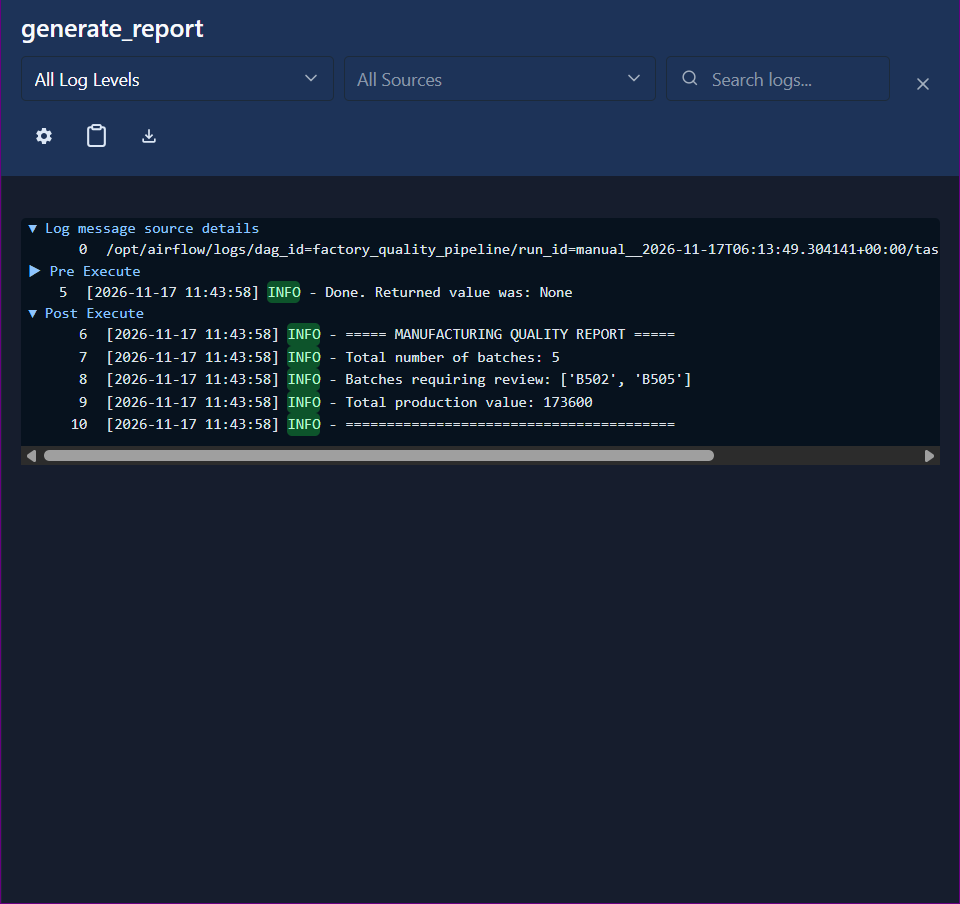 generate_report
All Log Levels
All Sources
Search logs...
Log message source details
0 /opt/airflow/logs/dag_id=factory_quality_pipeline/run_id=manual__2026-11-17T06:13:49.304141+00:00/tas
Pre Execute
5 [2026-11-17 11:43:58] INFO - Done. Returned value was: None
Post Execute
6 [2026-11-17 11:43:58] INFO - ===== MANUFACTURING QUALITY REPORT =====
7 [2026-11-17 11:43:58] INFO - Total number of batches: 5
8 [2026-11-17 11:43:58] INFO - Batches requiring review: ['B502', 'B505']
9 [2026-11-17 11:43:58] INFO - Total production value: 173600
10 [2026-11-17 11:43:58] INFO - ========================================